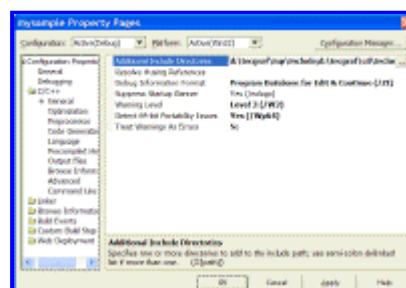 mysample Property Pages
Configuration: Active(Debug) Platform: Active(Win32) Configuration Manager...
Configuration Properties
General
Debugging
C/C++
General
Optimization
Preprocessor
Code Generation
Language
Precompiled He
Output Files
Browse Informa
Advanced
Command Line
Linker
Browse Informatio
Build Events
Custom Build Step
Web Deployment
Additional Include Directories
Resolve #using References
Debug Information Format Program Database for Edit & Continue (/ZI)
Suppress Startup Banner Yes (/nologo)
Warning Level Level 3 (/W3)
Detect 64-bit Portability Issues Yes (/Wp64)
Treat Warnings As Errors No
Additional Include Directories
Specifies one or more directories to add to the include path; use semi-colon delimited
list if more than one. (/I[path])
OK Cancel Apply Help